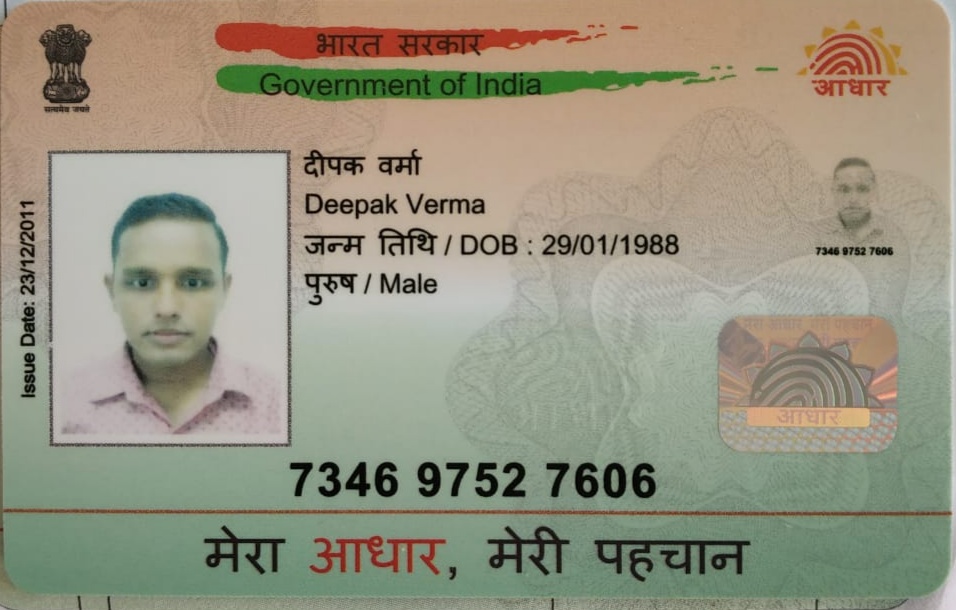 भारत सरकार
Government of India
आधार
सत्यमेव जयते
Issue Date: 23/12/2011
दीपक वर्मा
Deepak Verma
जन्म तिथि / DOB : 29/01/1988
पुरुष / Male
7346 9752 7606
मेरा आधार मेरी पहचान
आधार
आधार
7346 9752 7606
मेरा आधार, मेरी पहचान